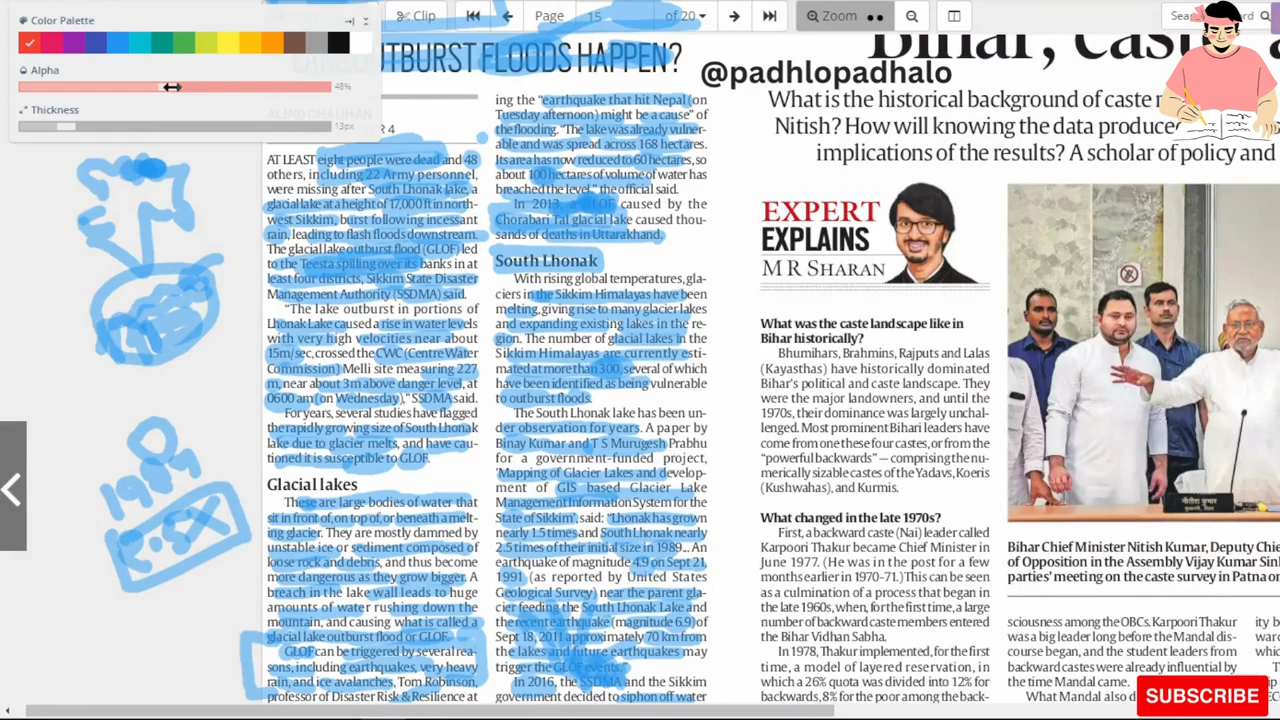 Color Palette
Alpha
48%
Thickness
13px
Clip
Page 15 of 20
Zoom
OUTBURST FLOODS HAPPEN?
@padhlopadhalo
R 4
AT LEAST eight people were dead and 48
others, including 22 Army personnel,
were missing after South Lhonak lake, a
glacial lake at a height of 17,000 ft in north-
west Sikkim, burst following incessant
rain, leading to flash floods downstream.
The glacial lake outburst flood (GLOF) led
to the Teesta spilling over its banks in at
least four districts, Sikkim State Disaster
Management Authority (SSDMA) said.
"The lake outburst in portions of
Lhonak Lake caused a rise in water levels
with very high velocities near about
15m/sec, crossed the CWC (Centre Water
Commission) Melli site measuring 227
m, near about 3m above danger level, at
0600 am (on Wednesday)," SSDMA said.
For years, several studies have flagged
the rapidly growing size of South Lhonak
lake due to glacier melts, and have cau-
tioned it is susceptible to GLOF.
Glacial lakes
These are large bodies of water that
sit in front of, on top of, or beneath a melt-
ing glacier. They are mostly dammed by
unstable ice or sediment composed of
loose rock and debris, and thus become
more dangerous as they grow bigger. A
breach in the lake wall leads to huge
amounts of water rushing down the
mountain, and causing what is called a
glacial lake outburst flood or GLOF.
GLOF can be triggered by several rea-
sons, including earthquakes, very heavy
rain, and ice avalanches, Tom Robinson,
professor of Disaster Risk & Resilience at
ing the "earthquake that hit Nepal (on
Tuesday afternoon) might be a cause" of
the flooding. "The lake was already vulner-
able and was spread across 168 hectares.
Its area has now reduced to 60 hectares, so
about 100 hectares of volume of water has
breached the level," the official said.
In 2013, a GLOF caused by the
Chorabari Tal glacial lake caused thou-
sands of deaths in Uttarakhand.
South Lhonak
With rising global temperatures, gla-
ciers in the Sikkim Himalayas have been
melting, giving rise to many glacier lakes
and expanding existing lakes in the re-
gion. The number of glacial lakes in the
Sikkim Himalayas are currently esti-
mated at more than 300, several of which
have been identified as being vulnerable
to outburst floods.
The South Lhonak lake has been un-
der observation for years. A paper by
Binay Kumar and T S Murugesh Prabhu
for a government-funded project,
'Mapping of Glacier Lakes and develop-
ment of GIS based Glacier Lake
Management Information System for the
State of Sikkim', said: "Lhonak has grown
nearly 1.5 times and South Lhonak nearly
2.5 times of their initial size in 1989... An
earthquake of magnitude 4.9 on Sept 21,
1991 (as reported by United States
Geological Survey) near the parent gla-
cier feeding the South Lhonak Lake and
the recent earthquake (magnitude 6.9) of
Sept 18, 2011 approximately 70 km from
the lakes and future earthquakes may
trigger the GLOF events."
In 2016, the SSDMA and the Sikkim
government decided to siphon off water
Bihar, cast
What is the historical background of caste
Nitish? How will knowing the data produce
implications of the results? A scholar of policy and
EXPERT
EXPLAINS
M R SHARAN
What was the caste landscape like in
Bihar historically?
Bhumihars, Brahmins, Rajputs and Lalas
(Kayasthas) have historically dominated
Bihar's political and caste landscape. They
were the major landowners, and until the
1970s, their dominance was largely unchal-
lenged. Most prominent Bihari leaders have
come from one these four castes, or from the
"powerful backwards" — comprising the nu-
merically sizable castes of the Yadavs, Koeris
(Kushwahas), and Kurmis.
What changed in the late 1970s?
First, a backward caste (Nai) leader called
Karpoori Thakur became Chief Minister in
June 1977. (He was in the post for a few
months earlier in 1970-71.) This can be seen
as a culmination of a process that began in
the late 1960s, when, for the first time, a large
number of backward caste members entered
the Bihar Vidhan Sabha.
In 1978, Thakur implemented, for the first
time, a model of layered reservation, in
which a 26% quota was divided into 12% for
backwards, 8% for the poor among the back-
नीतीश कुमार
Bihar Chief Minister Nitish Kumar, Deputy Chie
of Opposition in the Assembly Vijay Kumar Sin
parties' meeting on the caste survey in Patna o
sciousness among the OBCs. Karpoori Thakur
was a big leader long before the Mandal dis-
course began, and the student leaders from
backward castes were already influential by
the time Mandal came.
What Mandal also d
SUBSCRIBE